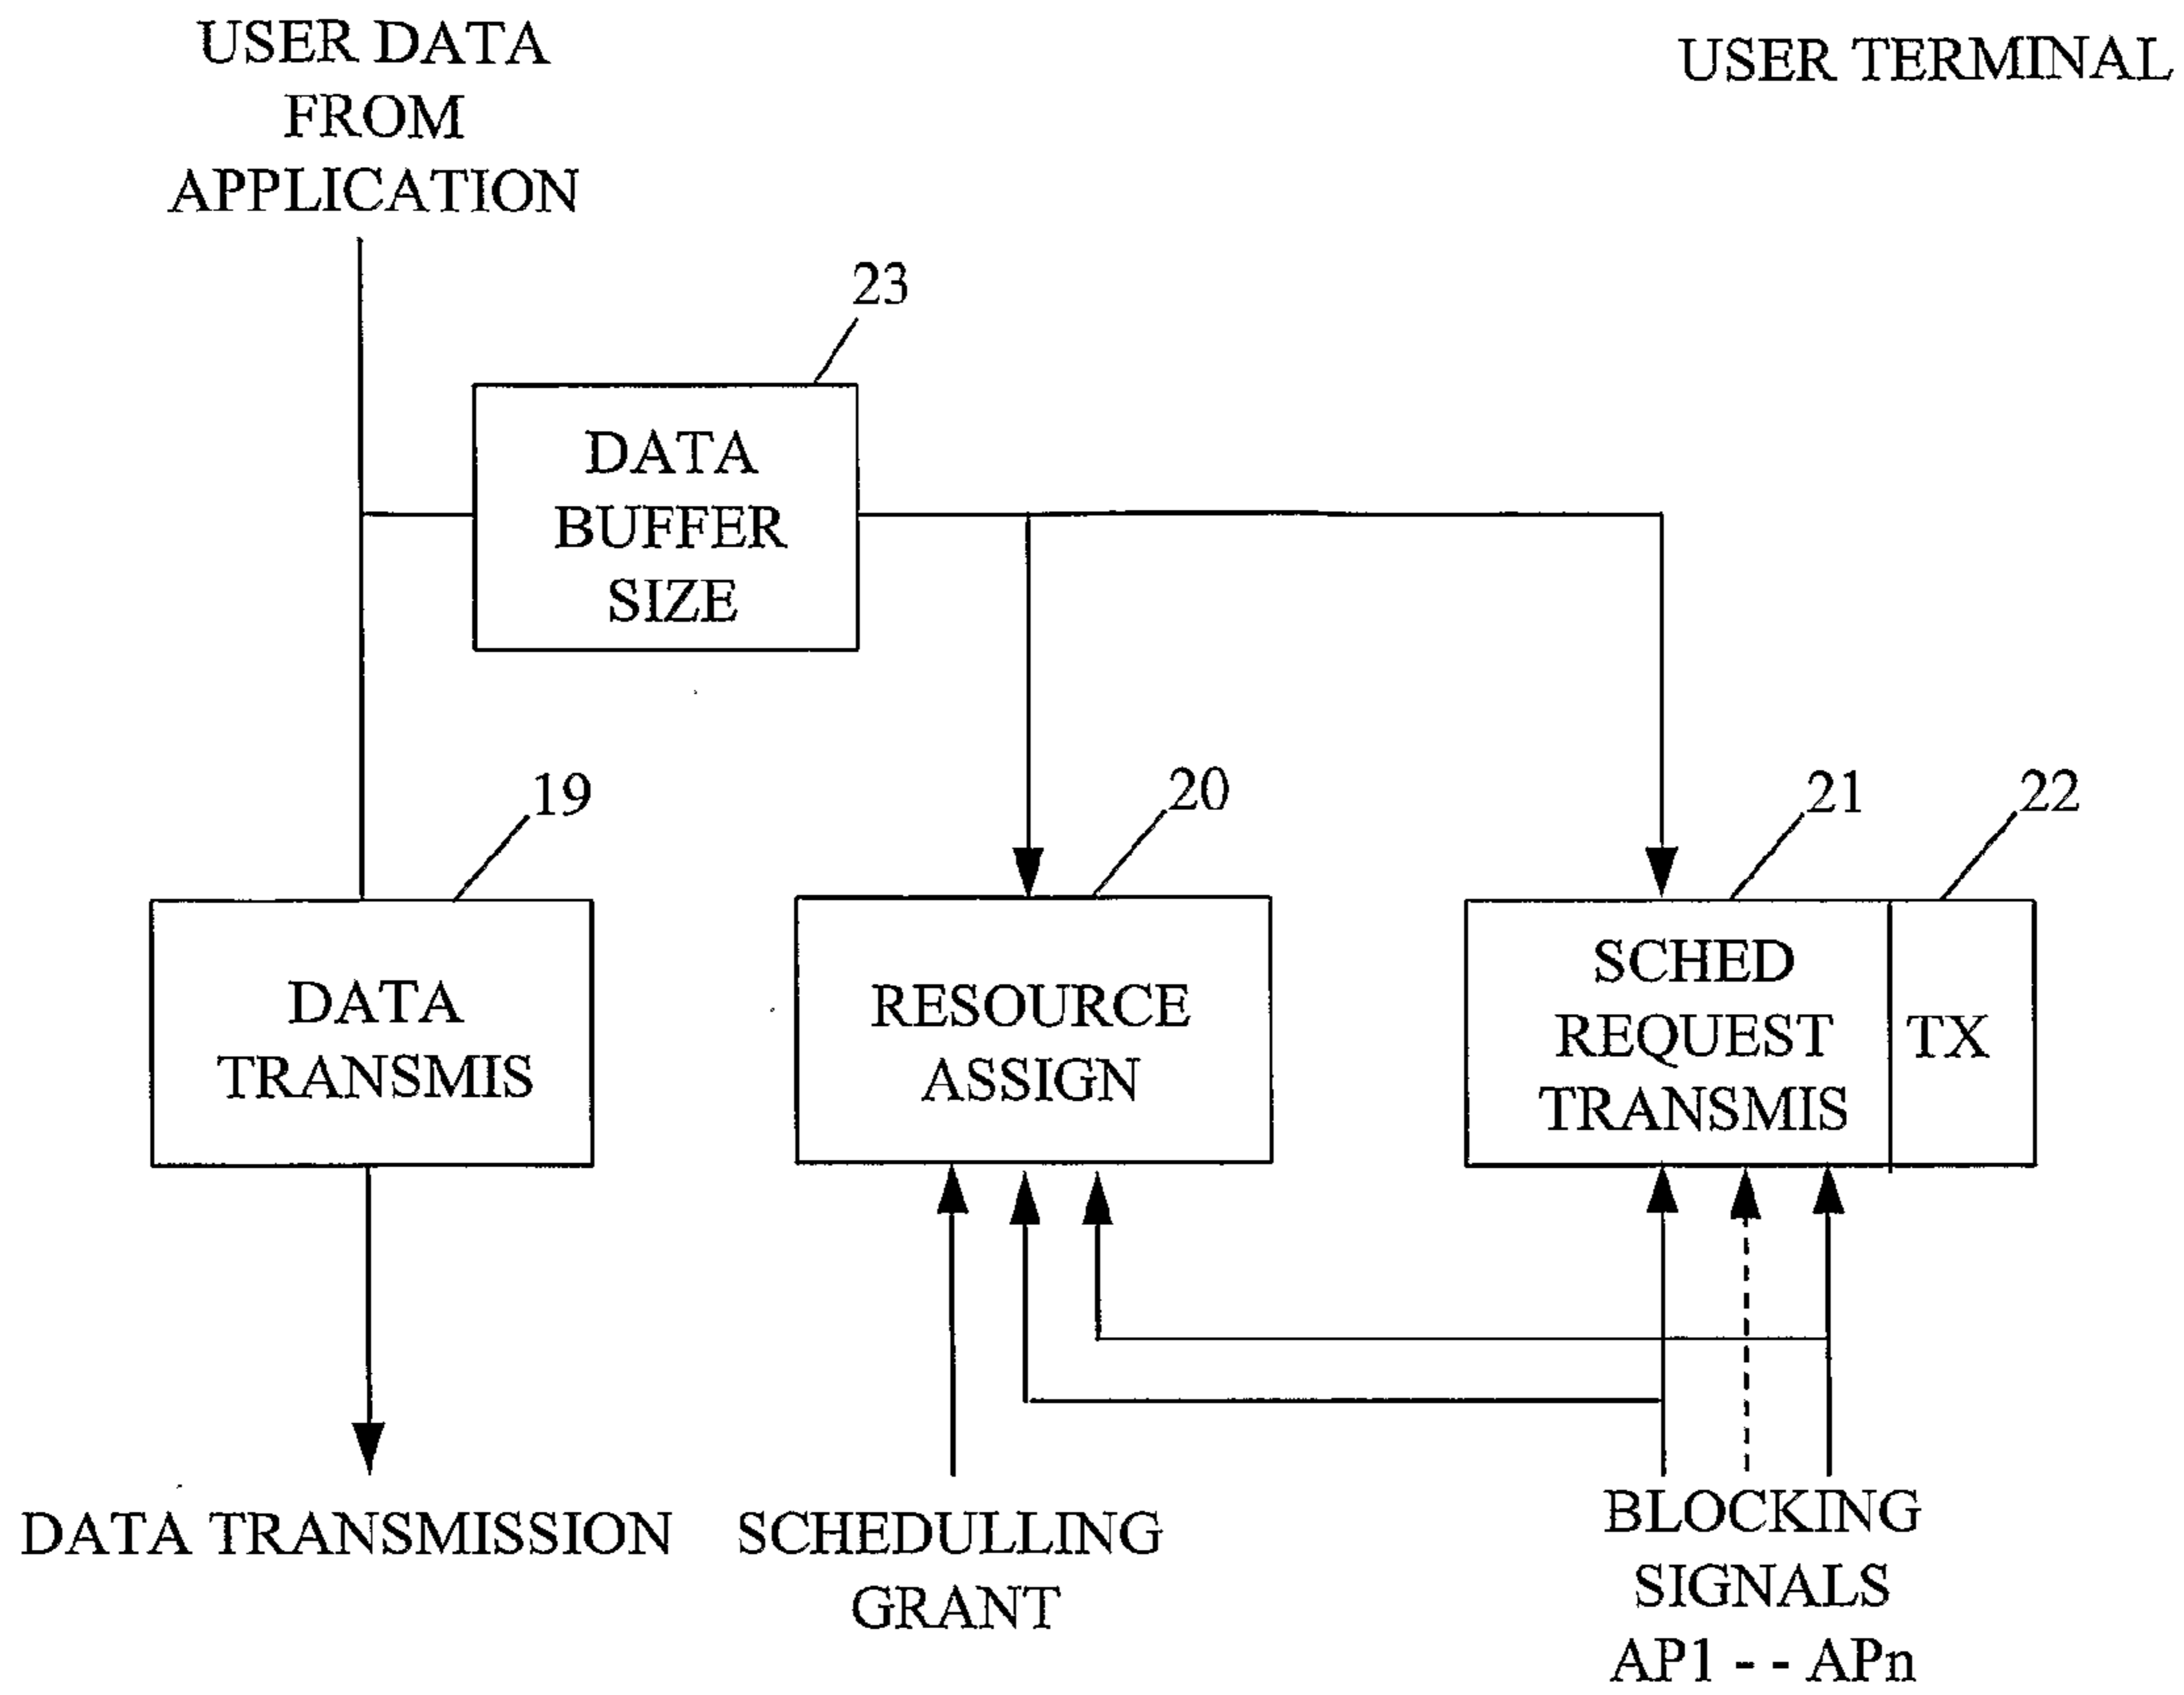 USER DATA
FROM
APPLICATION
USER TERMINAL
23
DATA
BUFFER
SIZE
19
20
21
22
DATA
TRANSMIS
RESOURCE
ASSIGN
SCHED
REQUEST
TRANSMIS
TX
DATA TRANSMISSION
SCHEDULLING
GRANT
BLOCKING
SIGNALS
AP1 - - APn